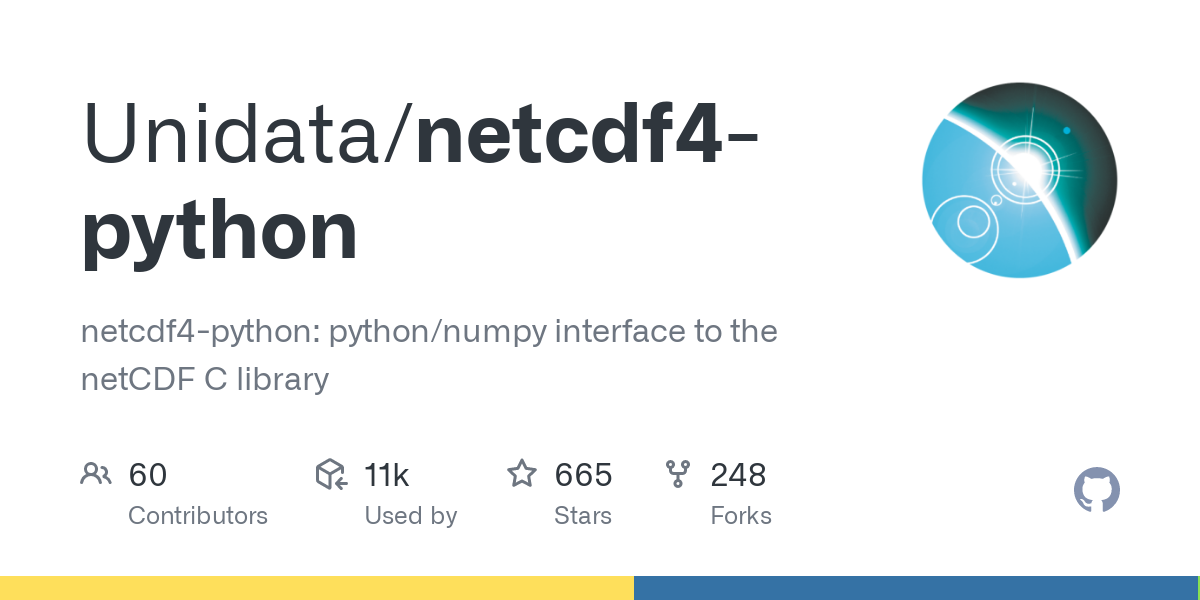 Unidata/netcdf4-
python
netcdf4-python: python/numpy interface to the
netCDF C library
60 11k 665 248
Contributors Used by Stars Forks